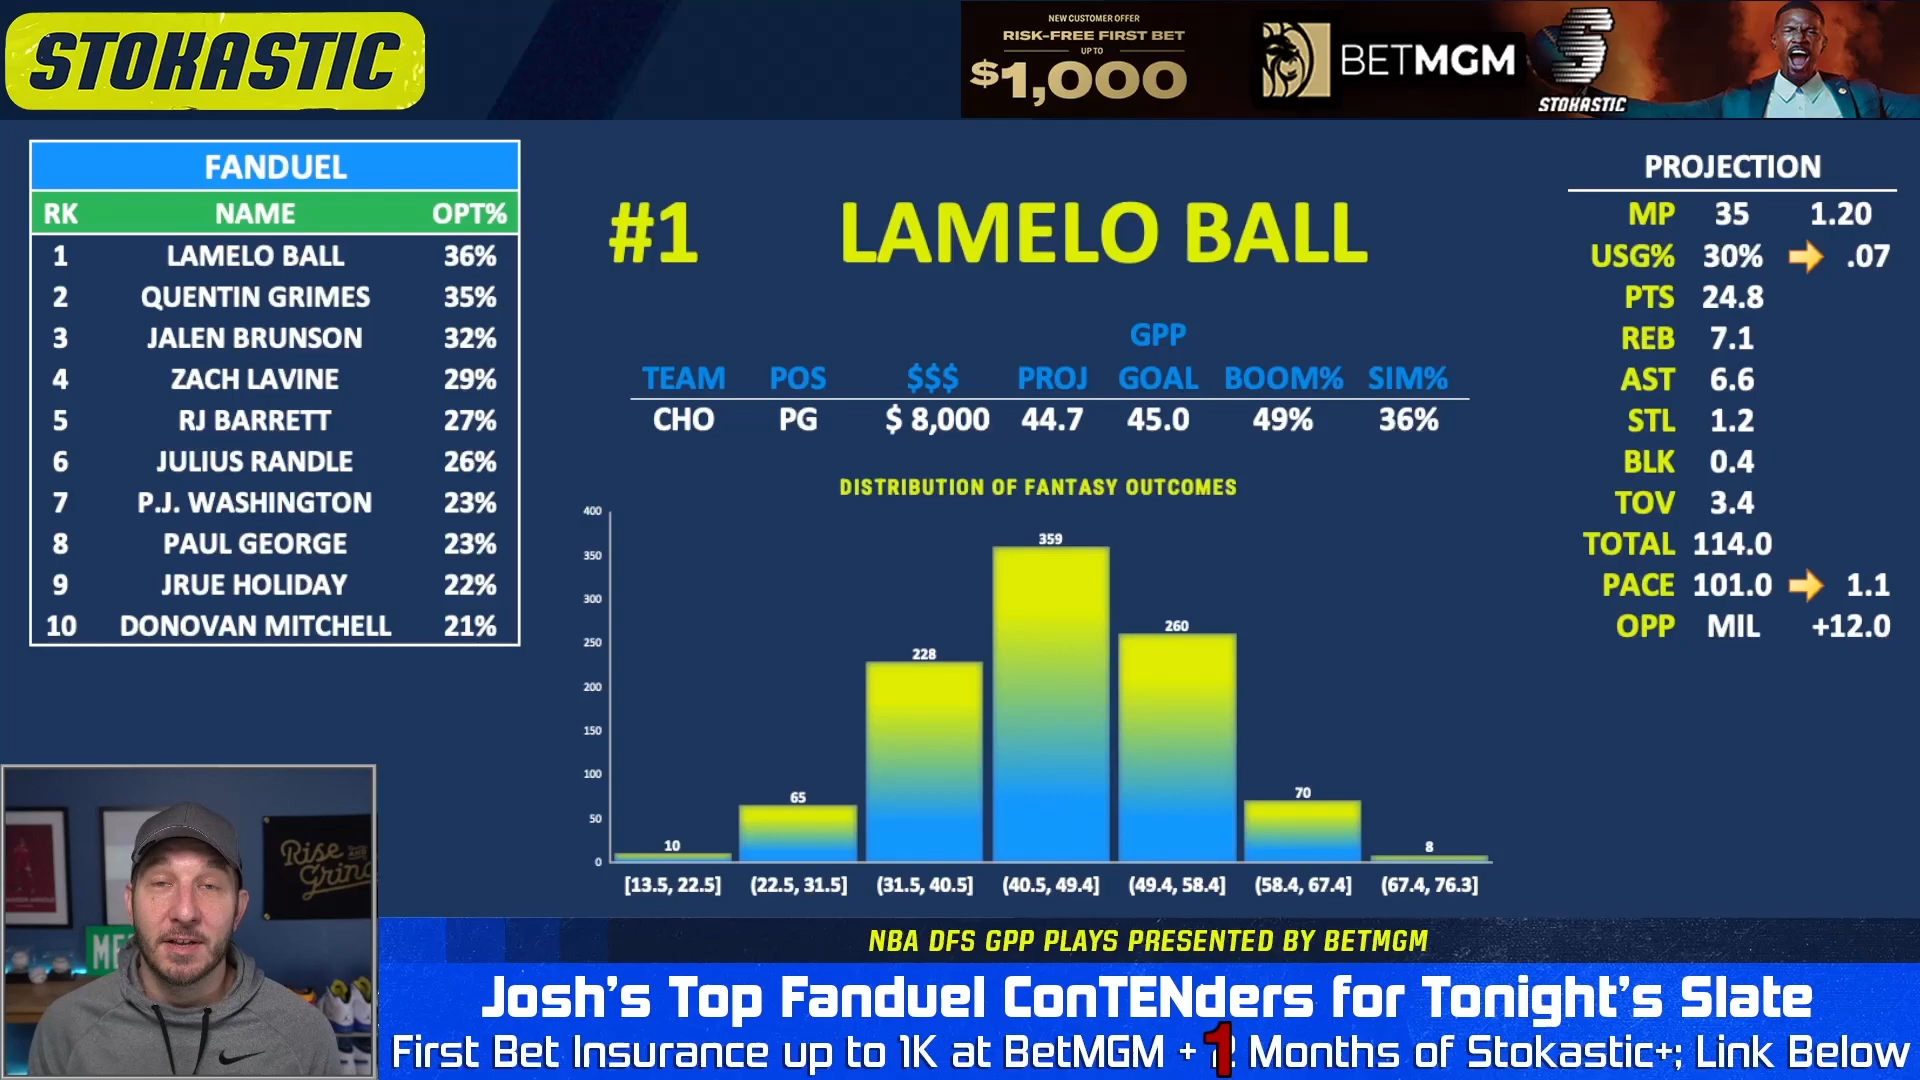 STOKASTIC
NEW CUSTOMER OFFER
RISK-FREE FIRST BET
UP TO
$1,000
BETMGM
STOKASTIC
FANDUEL
RK NAME OPT%
1 LAMELO BALL 36%
2 QUENTIN GRIMES 35%
3 JALEN BRUNSON 32%
4 ZACH LAVINE 29%
5 RJ BARRETT 27%
6 JULIUS RANDLE 26%
7 P.J. WASHINGTON 23%
8 PAUL GEORGE 23%
9 JRUE HOLIDAY 22%
10 DONOVAN MITCHELL 21%
#1 LAMELO BALL
GPP
TEAM POS $$$ PROJ GOAL BOOM% SIM%
CHO PG $ 8,000 44.7 45.0 49% 36%
DISTRIBUTION OF FANTASY OUTCOMES
400
350
300
250
200
150
100
50
0
10
65
228
359
260
70
8
[13.5, 22.5] (22.5, 31.5] (31.5, 40.5] (40.5, 49.4] (49.4, 58.4] (58.4, 67.4] (67.4, 76.3]
PROJECTION
MP 35 1.20
USG% 30% .07
PTS 24.8
REB 7.1
AST 6.6
STL 1.2
BLK 0.4
TOV 3.4
TOTAL 114.0
PACE 101.0 1.1
OPP MIL +12.0
Rise AND
Grind
ME
NBA DFS GPP PLAYS PRESENTED BY BETMGM
Josh's Top Fanduel ConTENders for Tonight's Slate
First Bet Insurance up to 1K at BetMGM + 1 Months of Stokastic+; Link Below